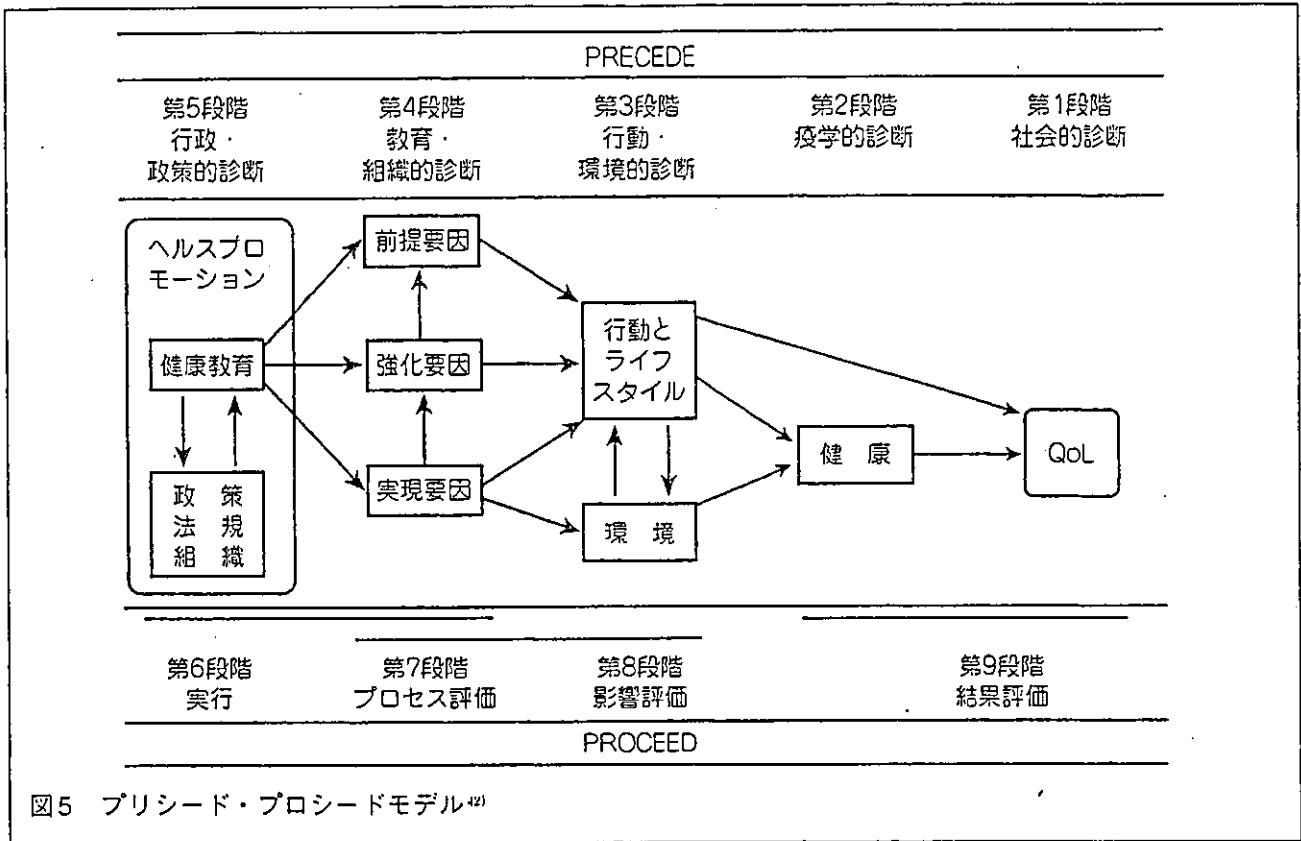 PRECEDE
第5段階
行政・
政策的診断
第4段階
教育・
組織的診断
第3段階
行動・
環境的診断
第2段階
疫学的診断
第1段階
社会的診断
ヘルスプロ
モーション
健康教育
政策
法規
組織
前提要因
強化要因
実現要因
行動と
ライフ
スタイル
環境
健康
QoL
第6段階
実行
第7段階
プロセス評価
第8段階
影響評価
第9段階
結果評価
PROCEED
図5 プリシード・プロシードモデル